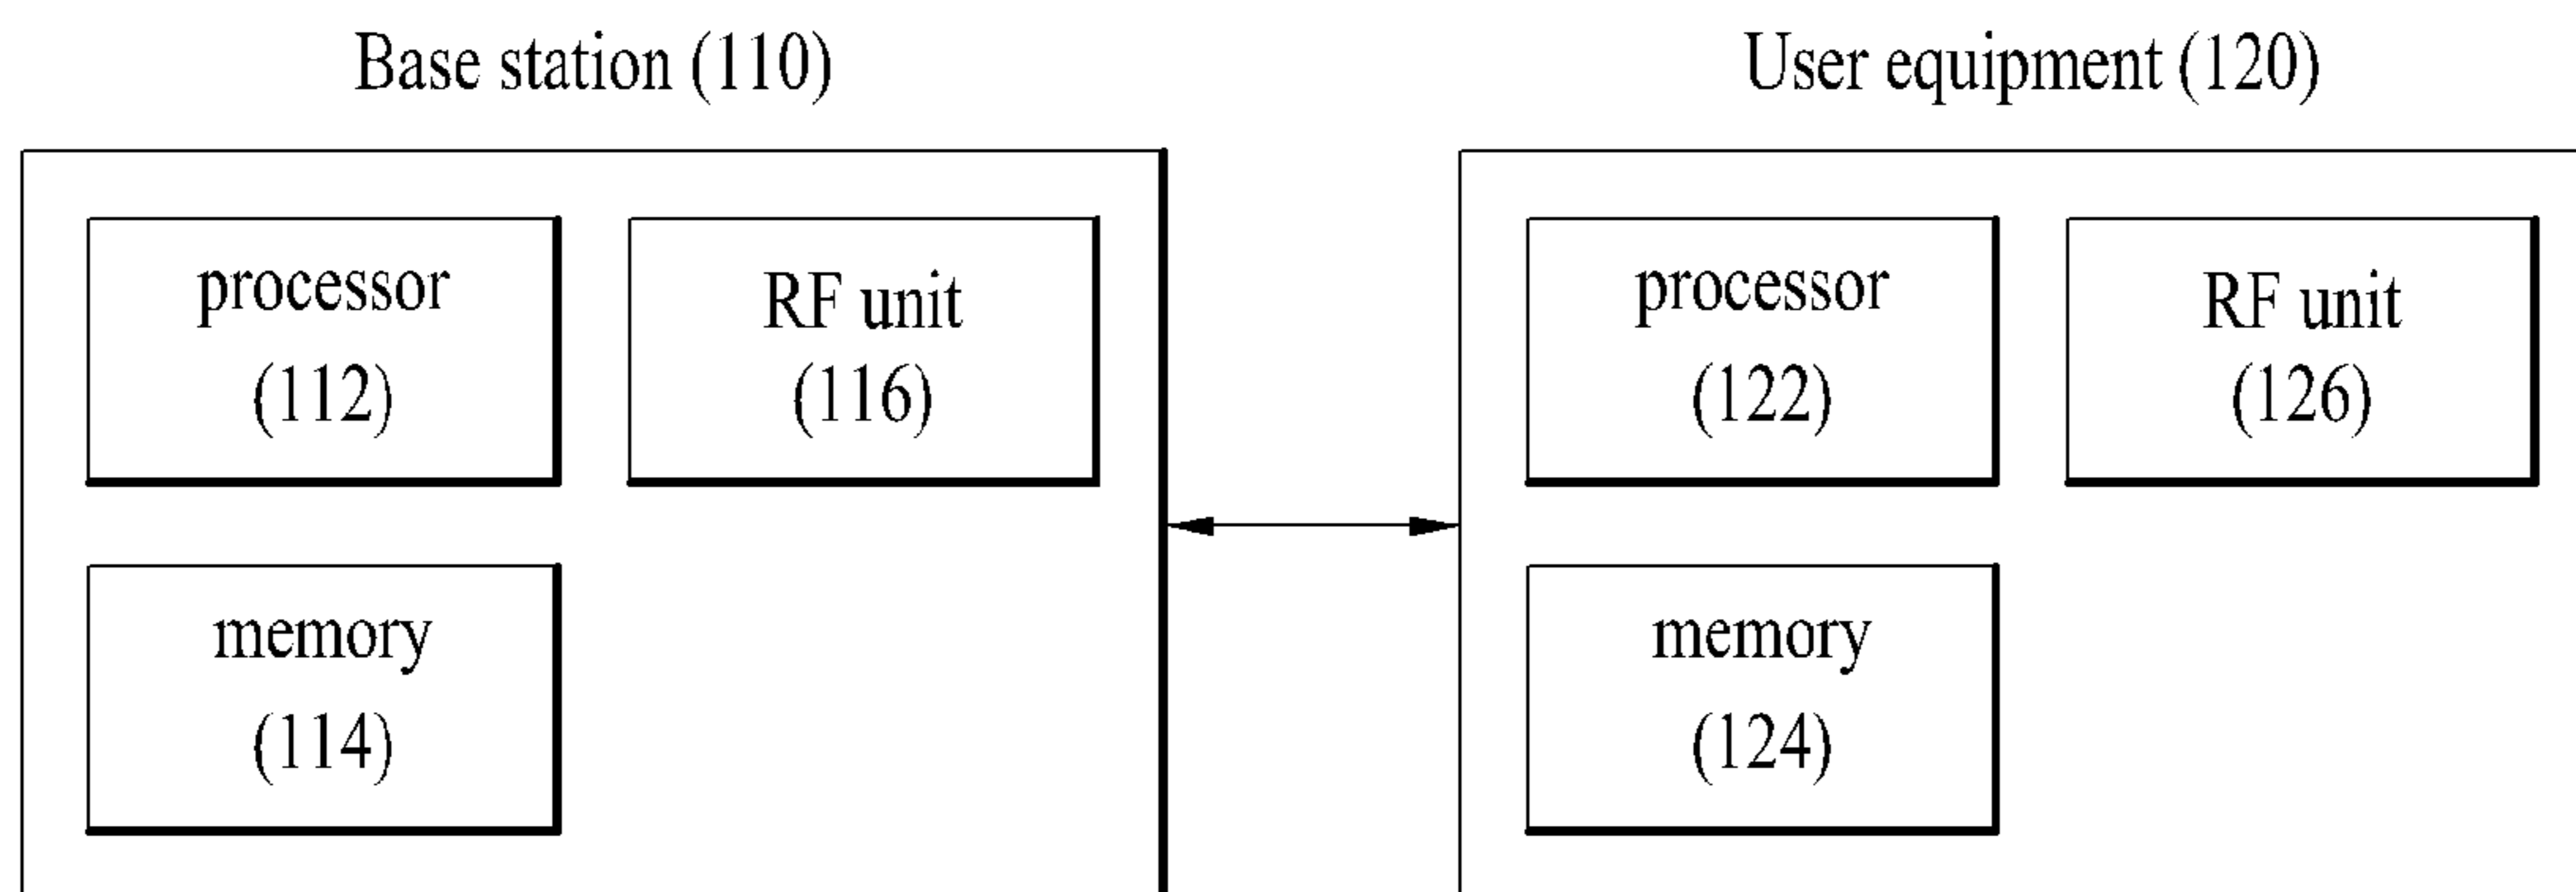 Base station (110)
processor
(112)
RF unit
(116)
memory
(114)
User equipment (120)
processor
(122)
RF unit
(126)
memory
(124)